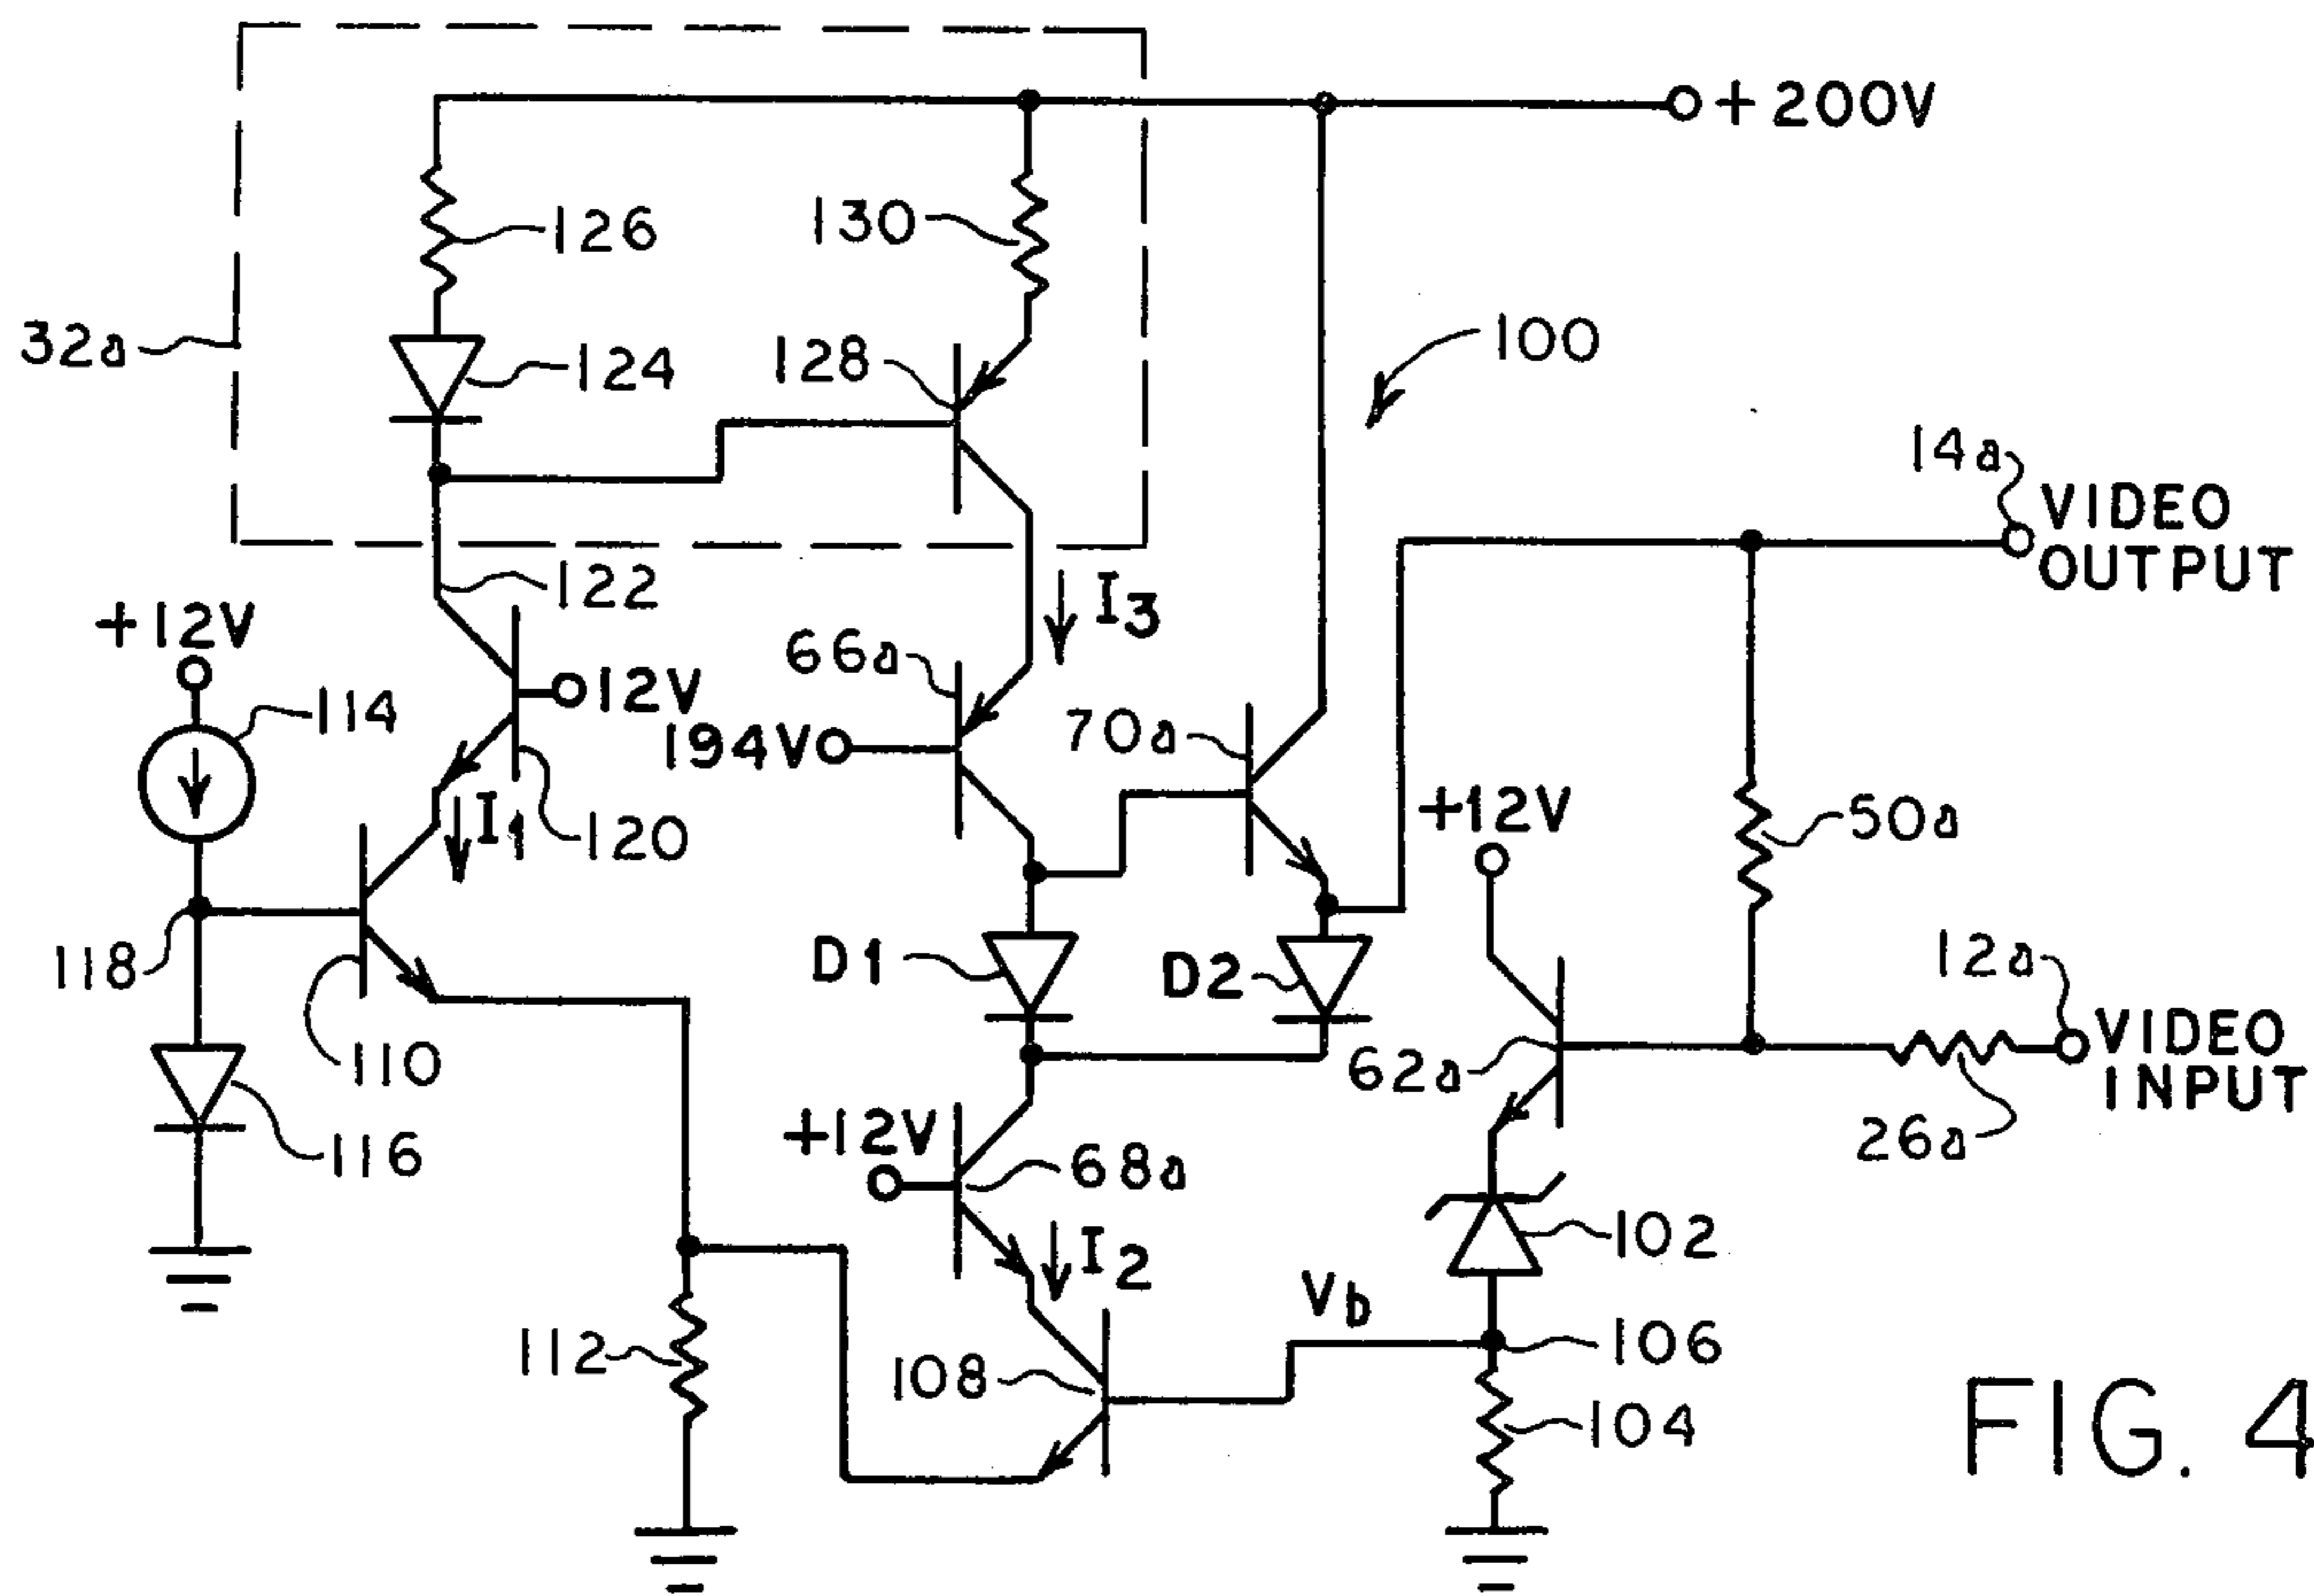 +200V
126
130
32a
124
128
100
14a
VIDEO
OUTPUT
122
I3
+12V
66a
12V
114
194V
70a
I1
120
+12V
50a
118
D1
D2
12a
VIDEO
INPUT
110
62a
26a
116
+12V
68a
102
I2
Vb
106
112
108
104
FIG. 4